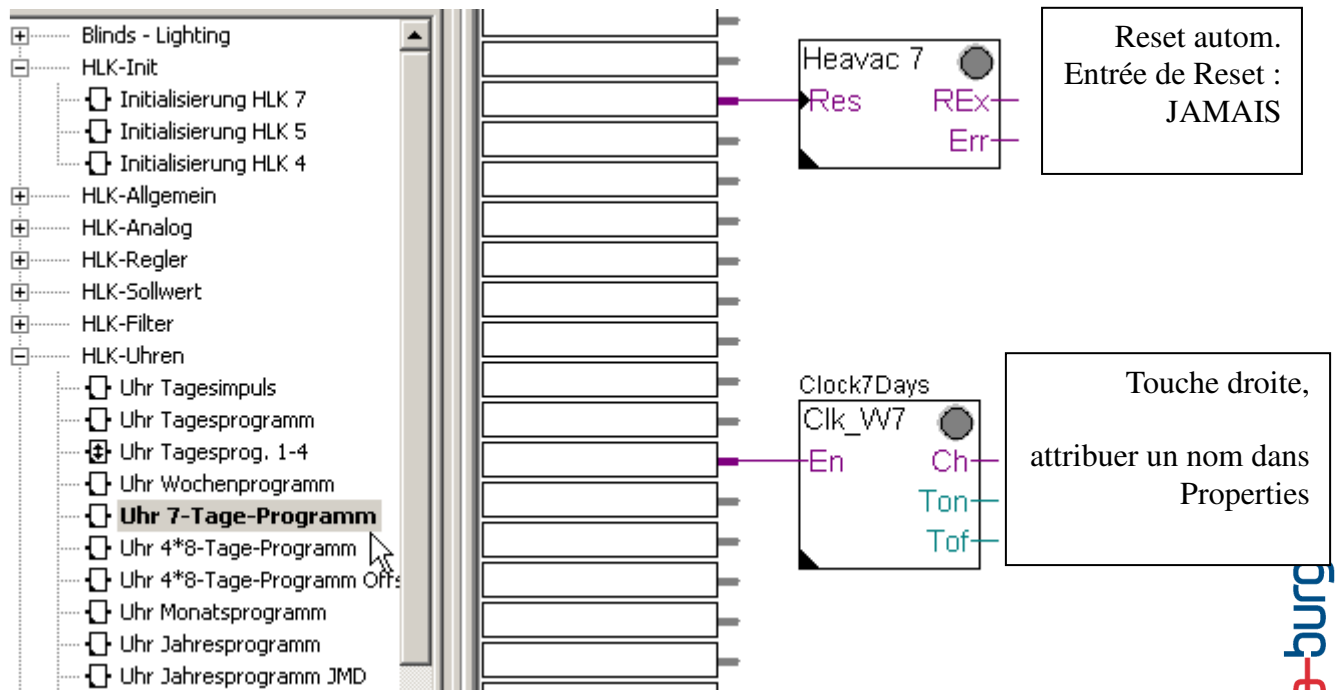 Blinds - Lighting
HLK-Init
Initialisierung HLK 7
Initialisierung HLK 5
Initialisierung HLK 4
HLK-Allgemein
HLK-Analog
HLK-Regler
HLK-Sollwert
HLK-Filter
HLK-Uhren
Uhr Tagesimpuls
Uhr Tagesprogramm
Uhr Tagesprog. 1-4
Uhr Wochenprogramm
Uhr 7-Tage-Programm
Uhr 4*8-Tage-Programm
Uhr 4*8-Tage-Programm Offs
Uhr Monatsprogramm
Uhr Jahresprogramm
Uhr Jahresprogramm JMD
Heavac 7
Res REx
Err
Reset autom.
Entrée de Reset :
JAMAIS
Clock7Days
Clk_W7
En Ch
Ton
Tof
Touche droite,
attribuer un nom dans
Properties
burg